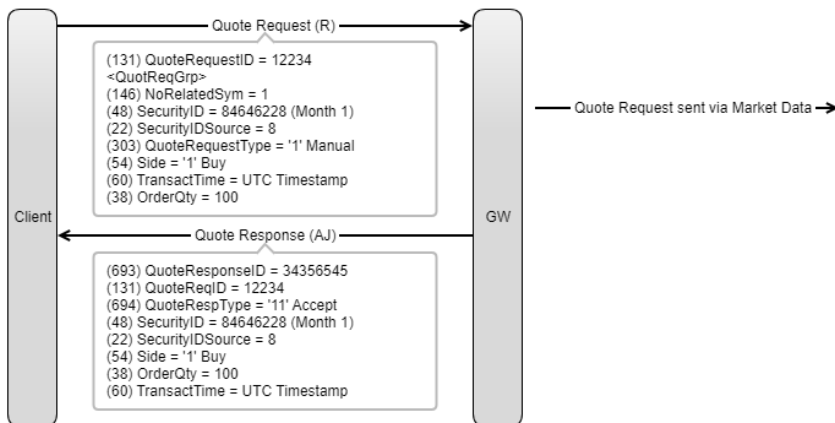 Quote Request (R)
(131) QuoteRequestID = 12234
<QuotReqGrp>
(146) NoRelatedSym = 1
(48) SecurityID = 84646228 (Month 1)
(22) SecurityIDSource = 8
(303) QuoteRequestType = '1' Manual
(54) Side = '1' Buy
(60) TransactTime = UTC Timestamp
(38) OrderQty = 100
Quote Request sent via Market Data
Client
GW
Quote Response (AJ)
(693) QuoteResponseID = 34356545
(131) QuoteReqID = 12234
(694) QuoteRespType = '11' Accept
(48) SecurityID = 84646228 (Month 1)
(22) SecurityIDSource = 8
(54) Side = '1' Buy
(38) OrderQty = 100
(60) TransactTime = UTC Timestamp